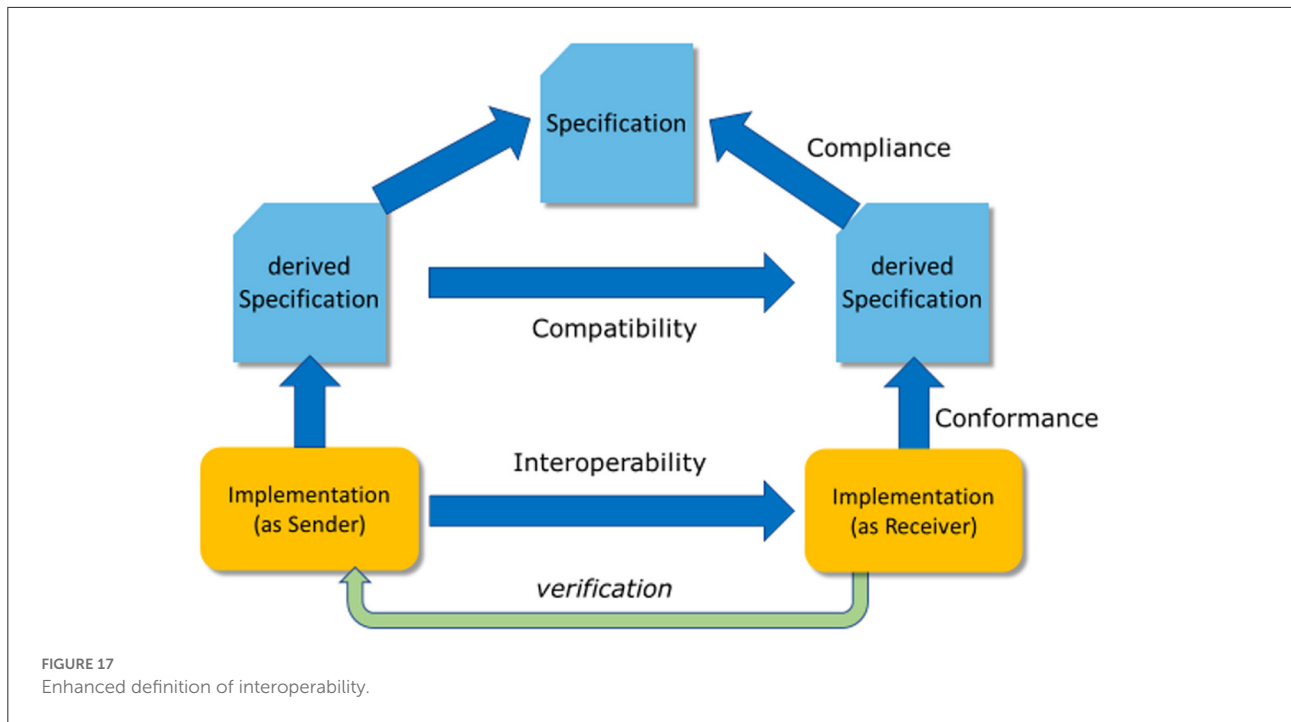 Specification
Compliance
derived
Specification
derived
Specification
Compatibility
Conformance
Interoperability
Implementation
(as Sender)
Implementation
(as Receiver)
verification
FIGURE 17
Enhanced definition of interoperability.